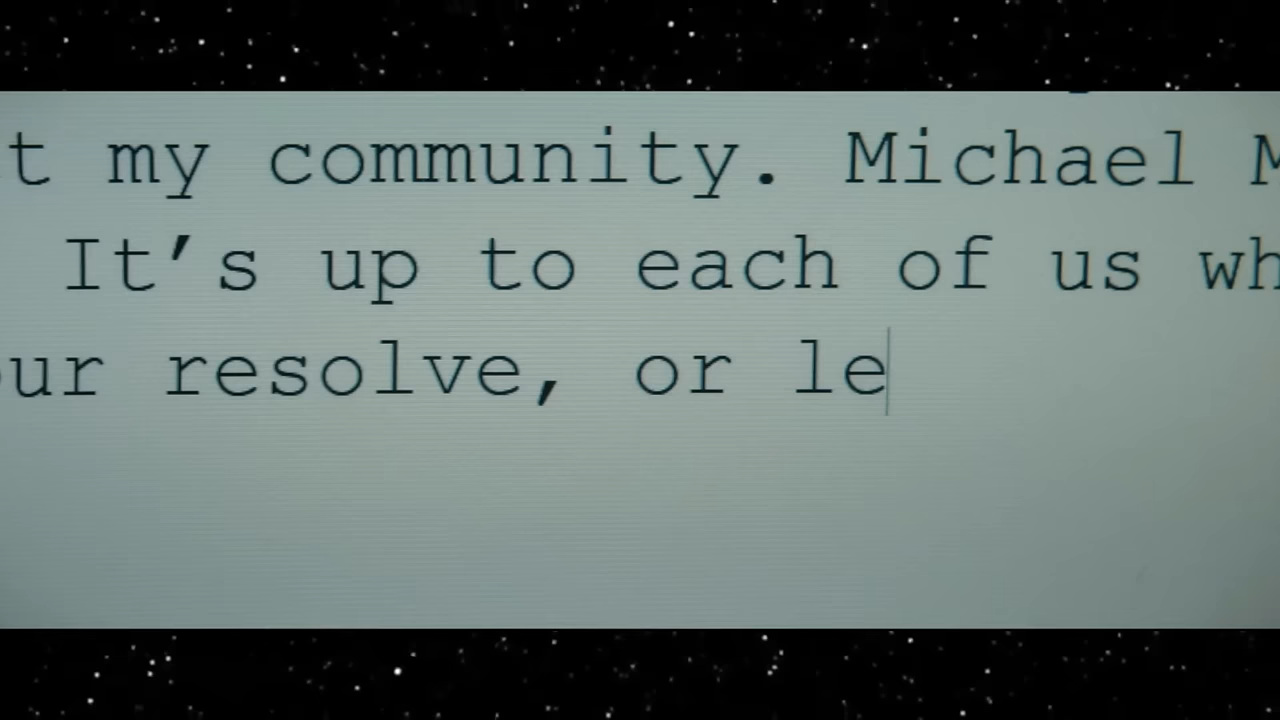 t my community. Michael M
It’s up to each of us wh
ur resolve, or le